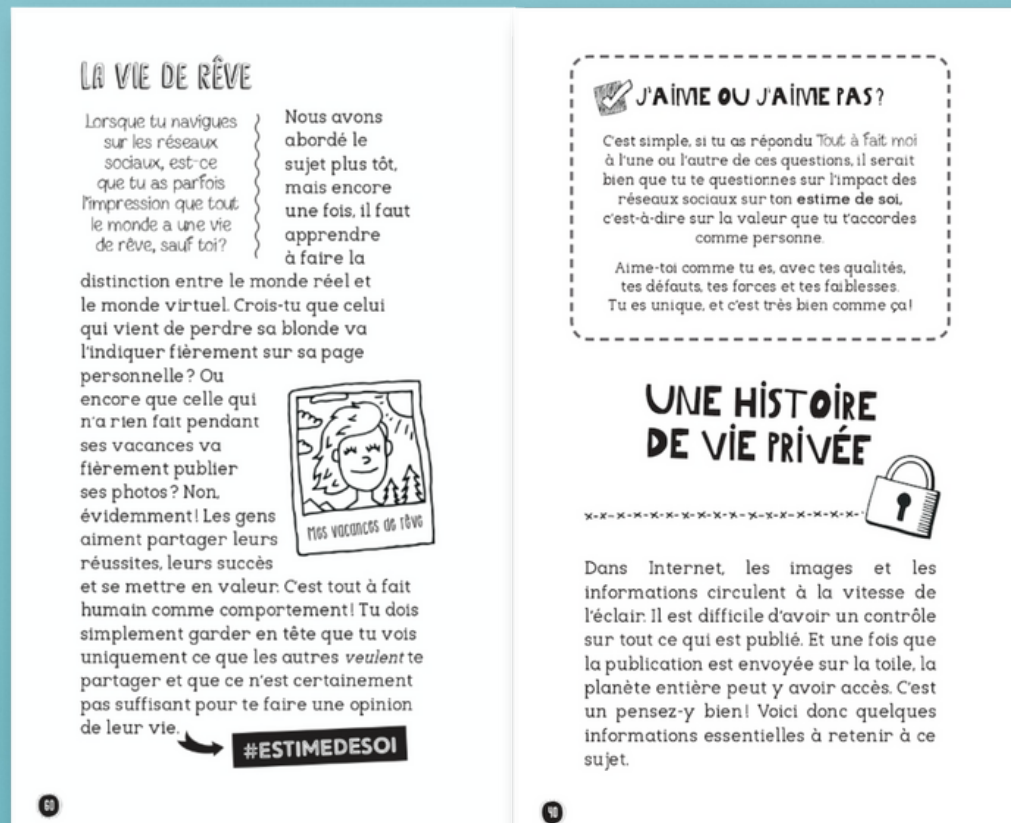 LA VIE DE RÊVE
Lorsque tu navigues
sur les réseaux
sociaux, est-ce
que tu as parfois
l'impression que tout
le monde a une vie
de rêve, sauf toi?
Nous avons
abordé le
sujet plus tôt,
mais encore
une fois, il faut
apprendre
à faire la
distinction entre le monde réel et
le monde virtuel. Crois-tu que celui
qui vient de perdre sa blonde va
l'indiquer fièrement sur sa page
personnelle? Ou
encore que celle qui
n'a rien fait pendant
ses vacances va
fièrement publier
ses photos? Non,
évidemment! Les gens
aiment partager leurs
réussites, leurs succès
et se mettre en valeur. C'est tout à fait
humain comme comportement! Tu dois
simplement garder en tête que tu vois
uniquement ce que les autres veulent te
partager et que ce n'est certainement
pas suffisant pour te faire une opinion
de leur vie.
Mes vacances de rêve
#ESTIMEDESOI
60
J'AIME OU J'AIME PAS?
C'est simple, si tu as répondu Tout à fait moi
à l'une ou l'autre de ces questions, il serait
bien que tu te questionnes sur l'impact des
réseaux sociaux sur ton estime de soi,
c'est-à-dire sur la valeur que tu t'accordes
comme personne.
Aime-toi comme tu es, avec tes qualités,
tes défauts, tes forces et tes faiblesses.
Tu es unique, et c'est très bien comme ça!
UNE HISTOIRE
DE VIE PRIVÉE
Dans Internet, les images et les
informations circulent à la vitesse de
l'éclair. Il est difficile d'avoir un contrôle
sur tout ce qui est publié. Et une fois que
la publication est envoyée sur la toile, la
planète entière peut y avoir accès. C'est
un pensez-y bien! Voici donc quelques
informations essentielles à retenir à ce
sujet.
40